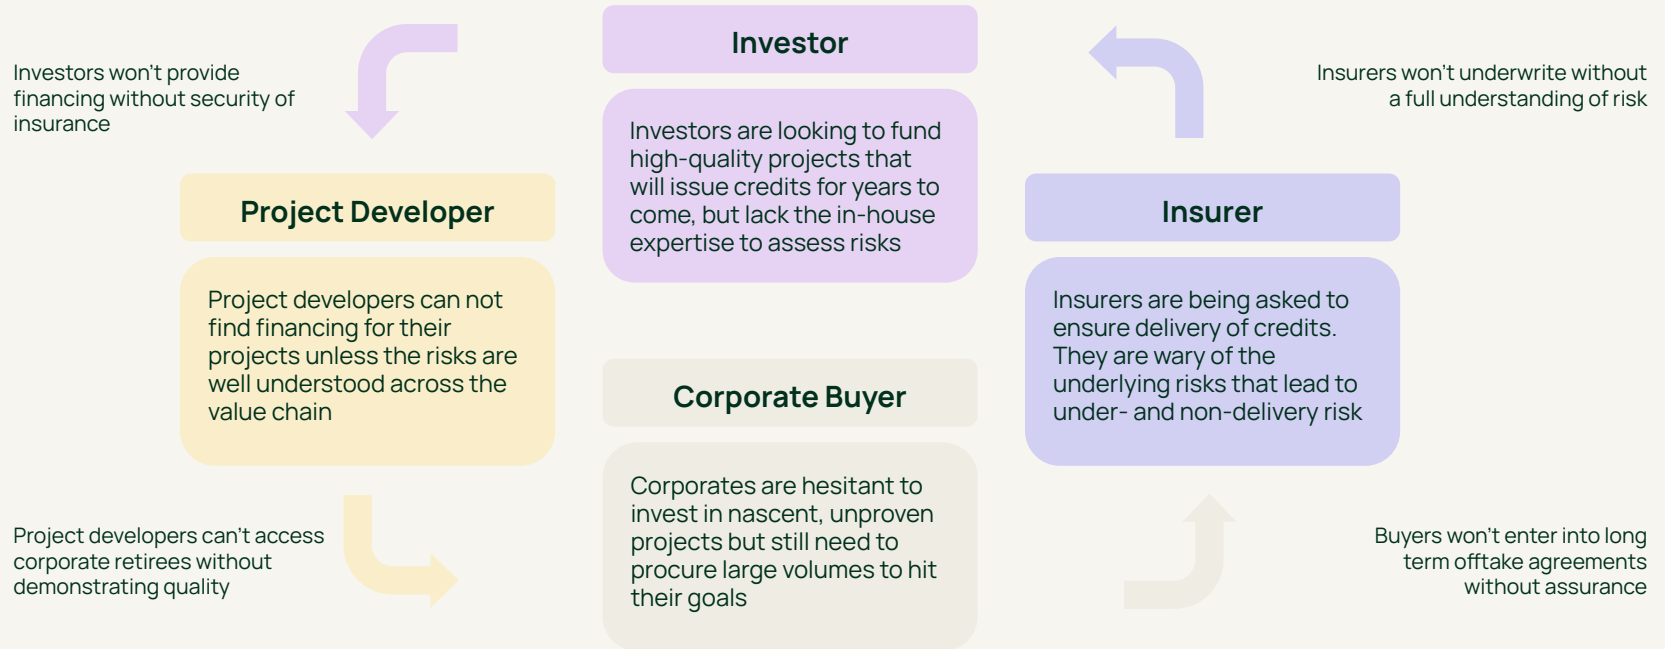 Investor
Investors are looking to fund
high-quality projects that
will issue credits for years to
come, but lack the in-house
expertise to assess risks
Investors won't provide
financing without security of
insurance
Insurers won't underwrite without
a full understanding of risk
Project Developer
Project developers can not
find financing for their
projects unless the risks are
well understood across the
value chain
Insurer
Insurers are being asked to
ensure delivery of credits.
They are wary of the
underlying risks that lead to
under- and non-delivery risk
Corporate Buyer
Corporates are hesitant to
invest in nascent, unproven
projects but still need to
procure large volumes to hit
their goals
Project developers can't access
corporate retirees without
demonstrating quality
Buyers won't enter into long
term offtake agreements
without assurance